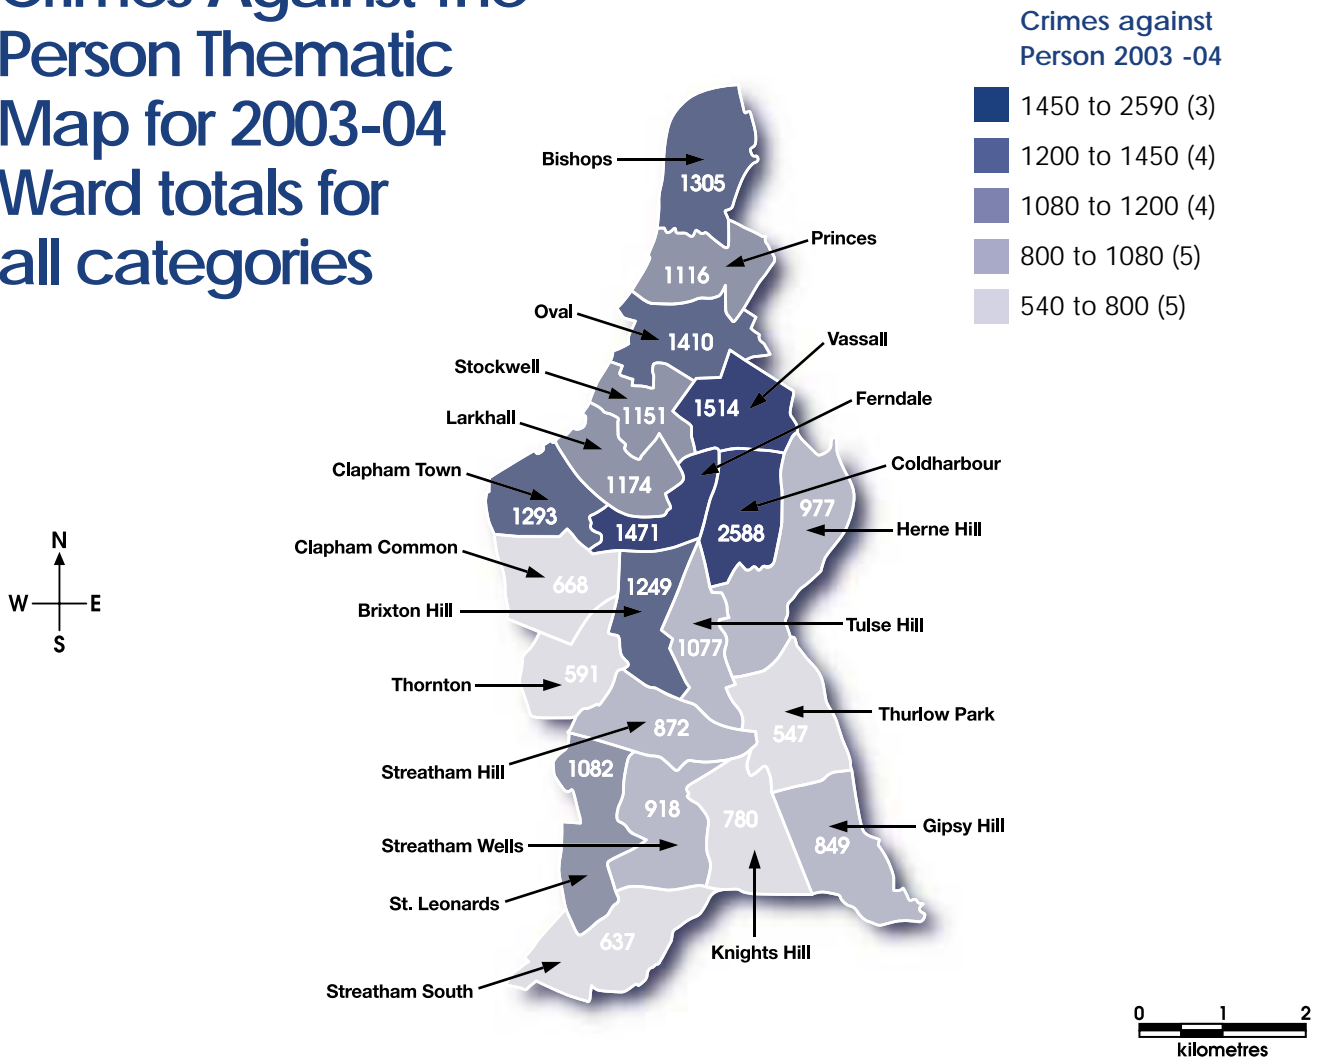 Crimes Against The
Person Thematic
Map for 2003-04
Ward totals for
all categories
Crimes against
Person 2003 -04
1450 to 2590 (3)
1200 to 1450 (4)
1080 to 1200 (4)
800 to 1080 (5)
540 to 800 (5)
Bishops
1305
Princes
1116
Oval
1410
Vassall
1514
Stockwell
1151
Ferndale
1471
Larkhall
1174
Coldharbour
2588
Clapham Town
1293
977
Herne Hill
Clapham Common
668
Brixton Hill
1249
Tulse Hill
1077
Thornton
591
Thurlow Park
547
Streatham Hill
872
1082
918
780
Gipsy Hill
849
Streatham Wells
St. Leonards
Knights Hill
637
Streatham South
N
W
E
S
0 1 2
kilometres